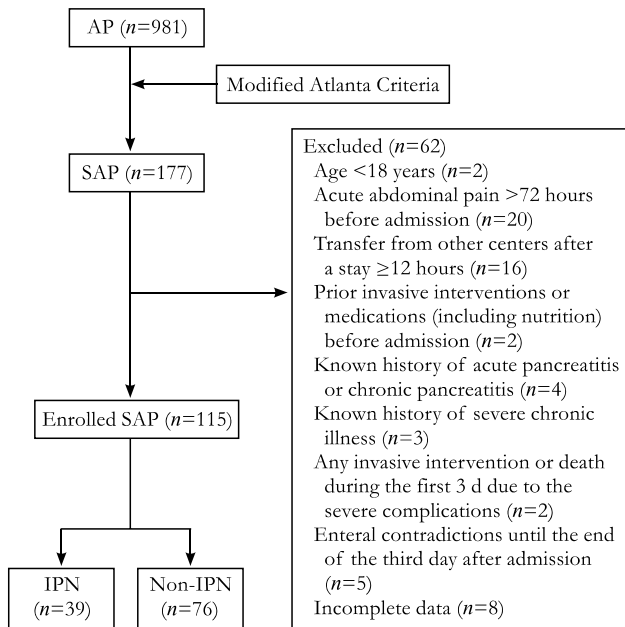 AP (n=981)
Modified Atlanta Criteria
SAP (n=177)
Excluded (n=62)
Age <18 years (n=2)
Acute abdominal pain >72 hours
before admission (n=20)
Transfer from other centers after
a stay ≥12 hours (n=16)
Prior invasive interventions or
medications (including nutrition)
before admission (n=2)
Known history of acute pancreatitis
or chronic pancreatitis (n=4)
Known history of severe chronic
illness (n=3)
Any invasive intervention or death
during the first 3 d due to the
severe complications (n=2)
Enteral contradictions until the end
of the third day after admission
(n=5)
Incomplete data (n=8)
Enrolled SAP (n=115)
IPN
(n=39)
Non-IPN
(n=76)